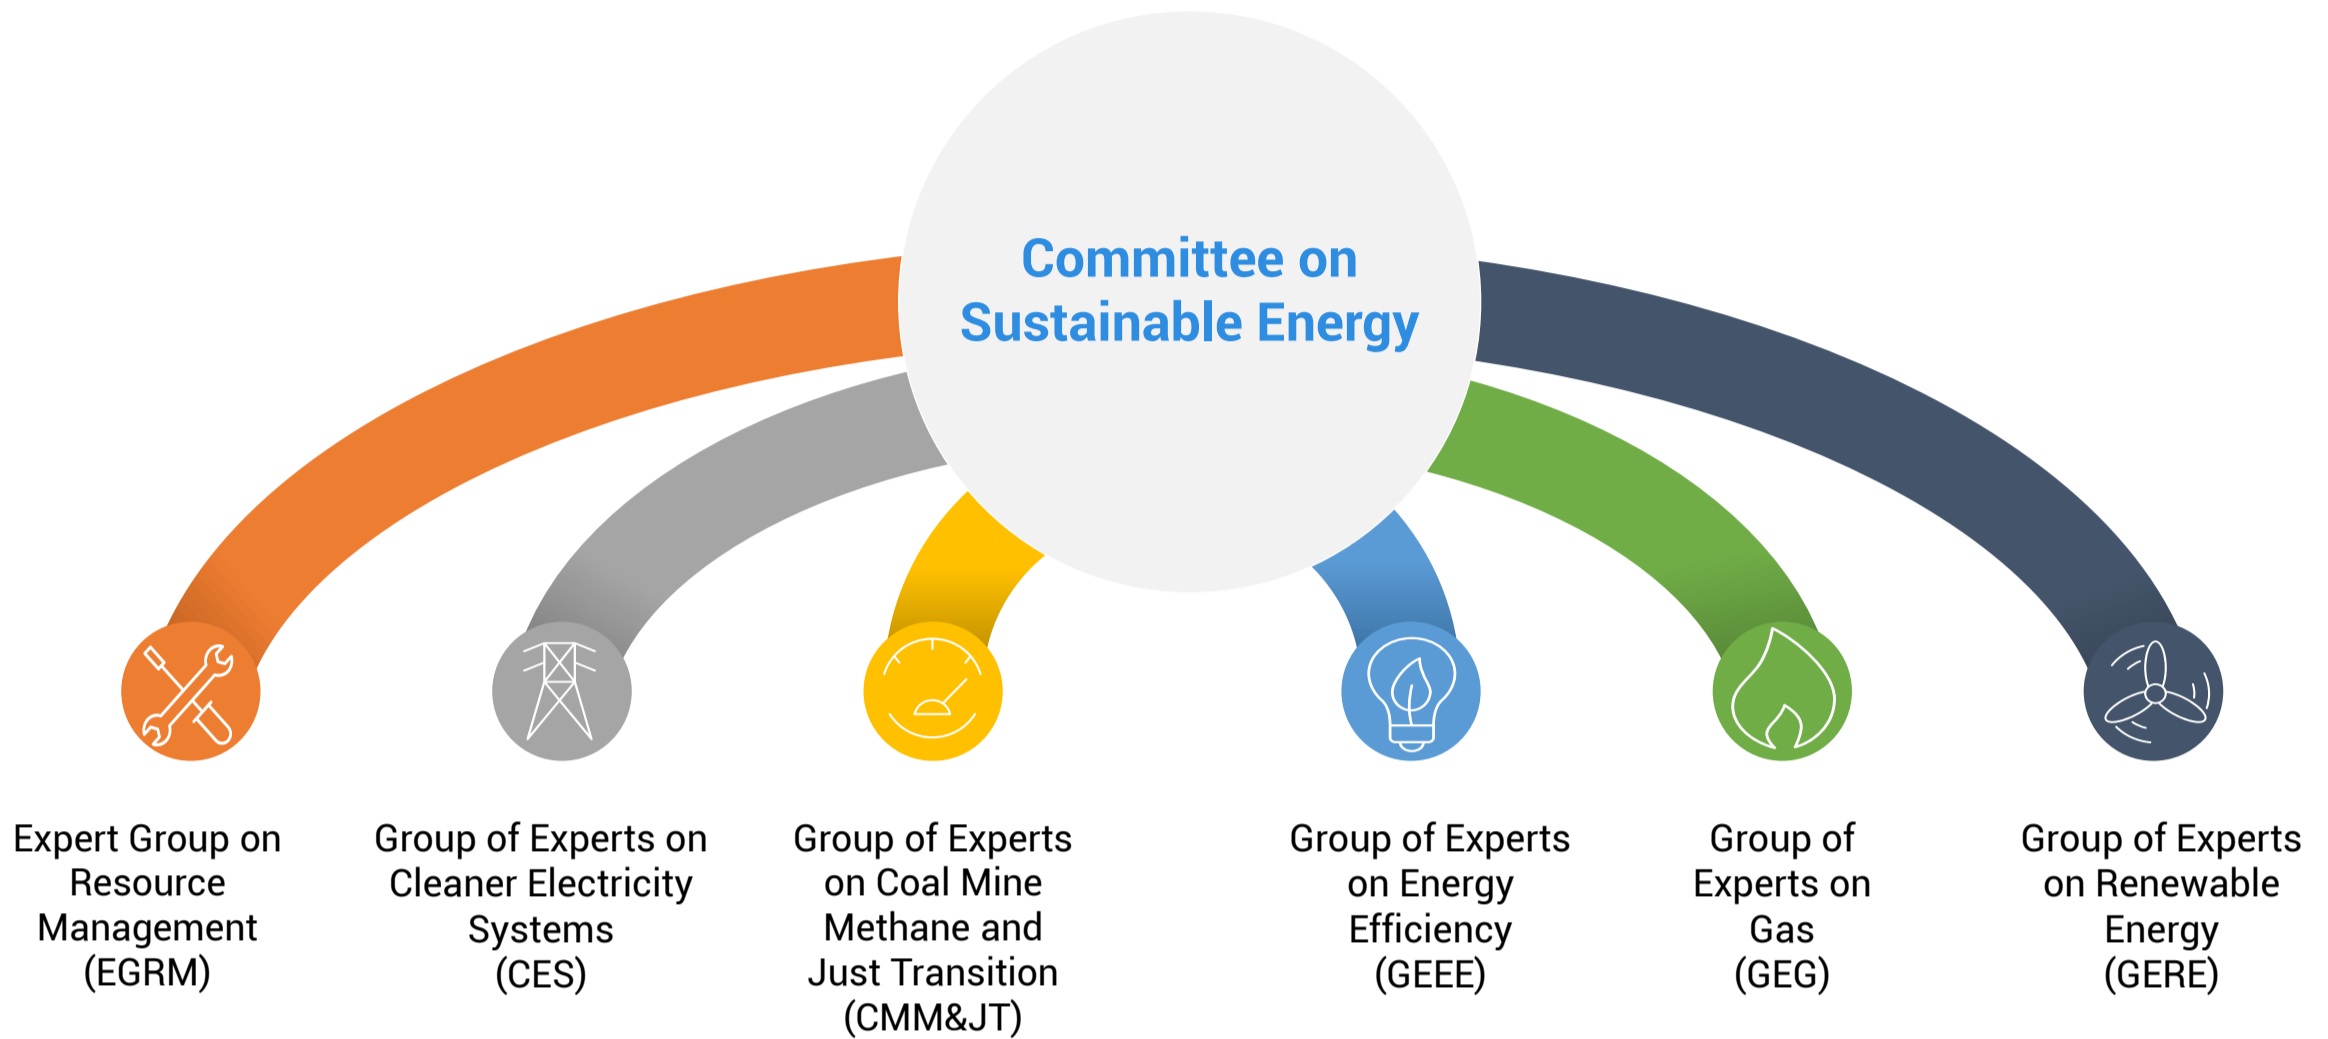 Committee on
Sustainable Energy
Expert Group on
Resource
Management
(EGRM)
Group of Experts on
Cleaner Electricity
Systems
(CES)
Group of Experts
on Coal Mine
Methane and
Just Transition
(CMM&JT)
Group of Experts
on Energy
Efficiency
(GEEE)
Group of
Experts on
Gas
(GEG)
Group of Experts
on Renewable
Energy
(GERE)